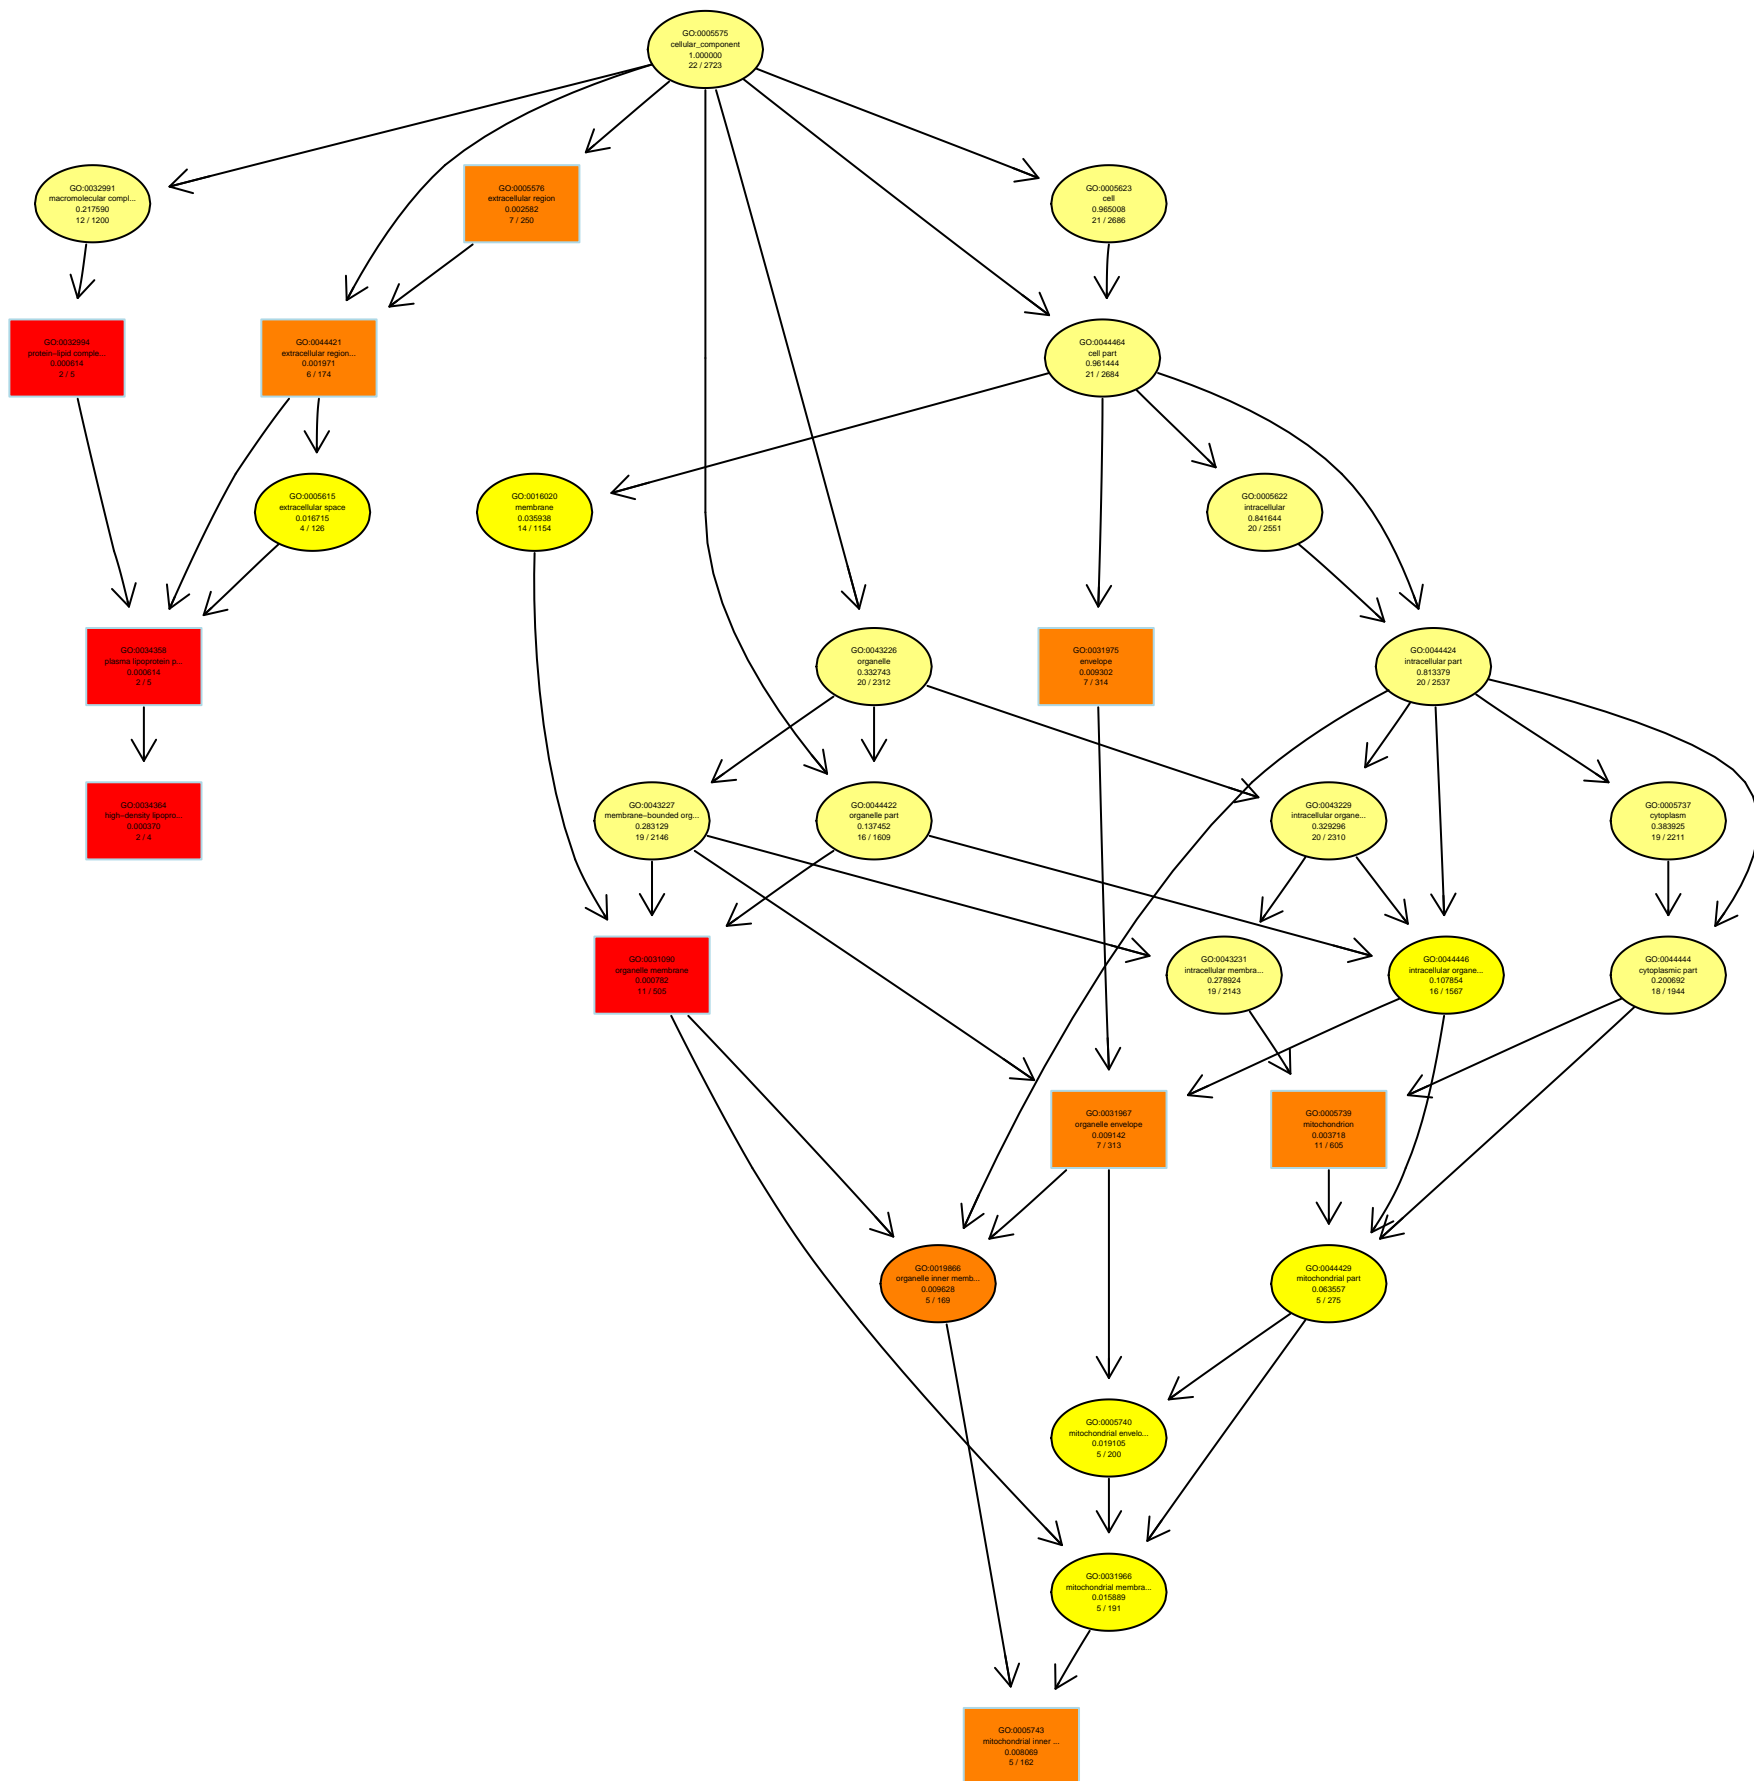 GO:0005575
cellular_component
1.000000
22 / 2723
GO:0032991
macromolecular compl...
0.217590
12 / 1200
GO:0005576
extracellular region
0.002582
7 / 250
GO:0005623
cell
0.965008
21 / 2686
GO:0032994
protein−lipid comple...
0.000614
2 / 5
GO:0044421
extracellular region...
0.001971
6 / 174
GO:0044464
cell part
0.961444
21 / 2684
GO:0005615
extracellular space
0.016715
4 / 126
GO:0016020
membrane
0.035938
14 / 1154
GO:0005622
intracellular
0.841644
20 / 2551
GO:0034358
plasma lipoprotein p...
0.000614
2 / 5
GO:0043226
organelle
0.332743
20 / 2312
GO:0031975
envelope
0.009302
7 / 314
GO:0044424
intracellular part
0.813379
20 / 2537
GO:0034364
high−density lipopro...
0.000370
2 / 4
GO:0043227
membrane−bounded org...
0.283129
19 / 2146
GO:0044422
organelle part
0.137452
16 / 1609
GO:0043229
intracellular organe...
0.329296
20 / 2310
GO:0005737
cytoplasm
0.383925
19 / 2211
GO:0031090
organelle membrane
0.000782
11 / 506
GO:0043231
intracellular membra...
0.278924
19 / 2143
GO:0044446
intracellular organe...
0.107854
16 / 1567
GO:0044444
cytoplasmic part
0.200692
18 / 1944
GO:0031967
organelle envelope
0.009142
7 / 313
GO:0005739
mitochondrion
0.003718
11 / 605
GO:0019866
organelle inner memb...
0.009628
5 / 169
GO:0044429
mitochondrial part
0.063557
5 / 275
GO:0005740
mitochondrial envelo...
0.019105
5 / 200
GO:0031966
mitochondrial membra...
0.015889
5 / 191
GO:0005743
mitochondrial inner ...
0.008069
5 / 162